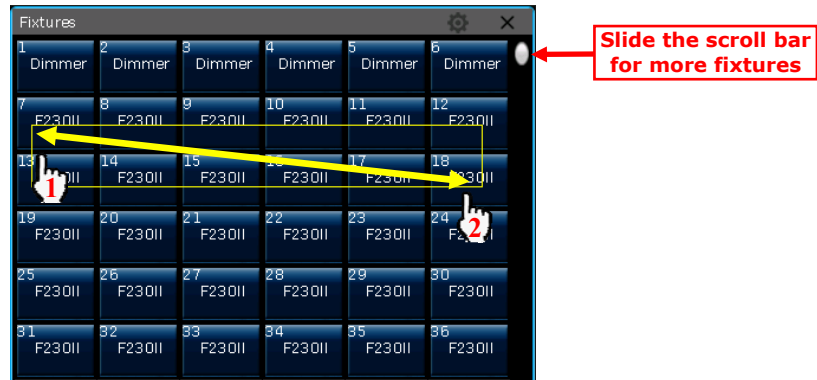 Fixtures
Slide the scroll bar
for more fixtures
1 2 3 4 5 6
Dimmer Dimmer Dimmer Dimmer Dimmer Dimmer
7 8 9 10 11 12
F230II F230II F230II F230II F230II F230II
13 14 15 17 18
F230II F230II F230II F230II
1
2
19 20 21 22 23 24
F230II F230II F230II F230II F230II
25 26 27 28 29 30
F230II F230II F230II F230II F230II F230II
31 32 33 34 35 36
F230II F230II F230II F230II F230II F230II